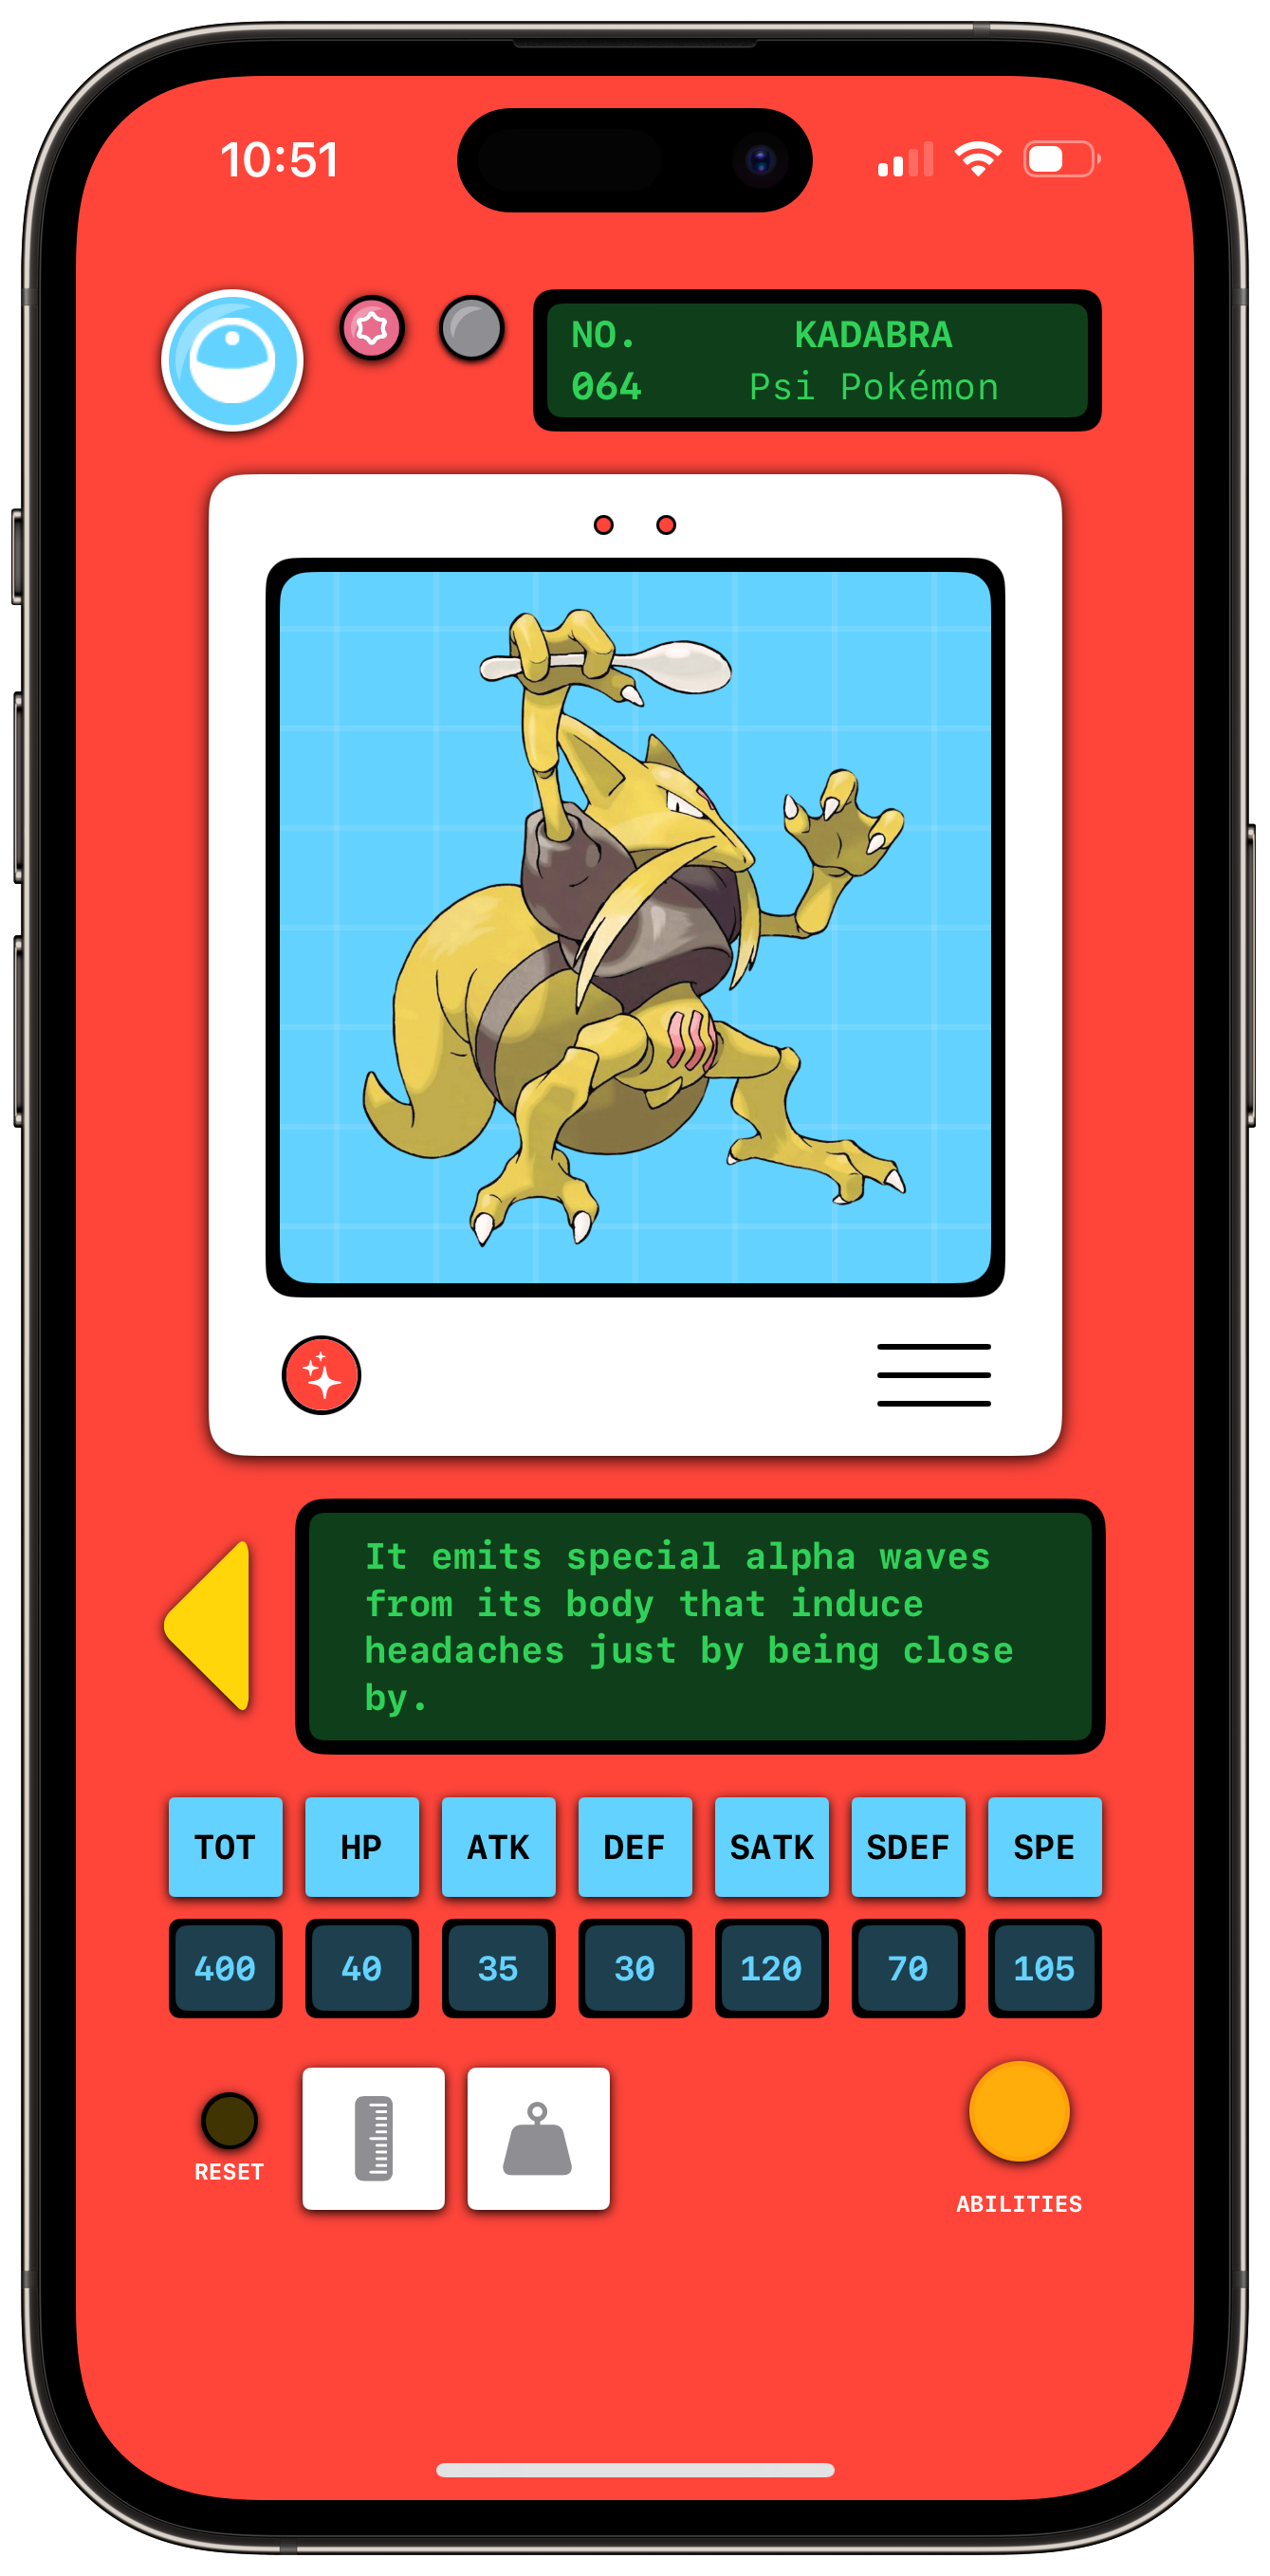 10:51
NO. KADABRA
064 Psi Pokémon
It emits special alpha waves
from its body that induce
headaches just by being close
by.
TOT HP ATK DEF SATK SDEF SPE
400 40 35 30 120 70 105
RESET
ABILITIES